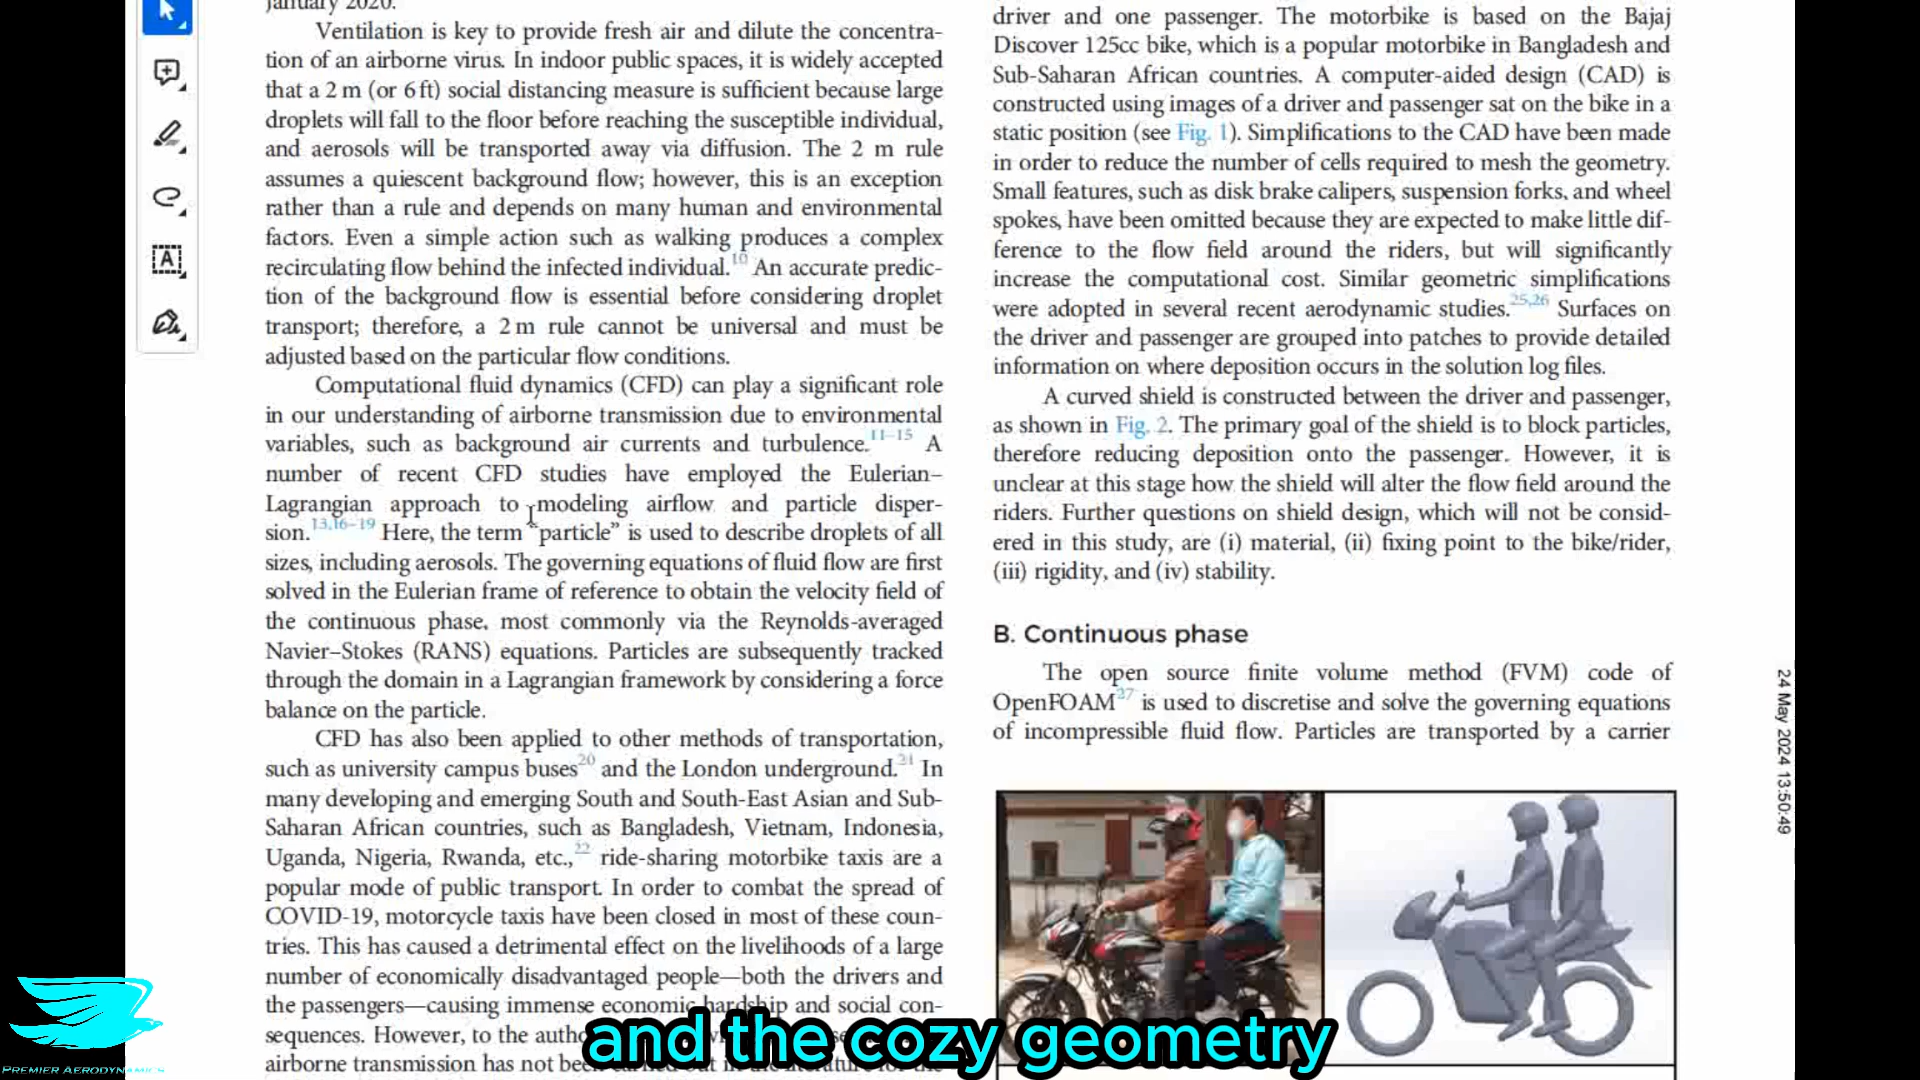 January 2020.
Ventilation is key to provide fresh air and dilute the concentra-
tion of an airborne virus. In indoor public spaces, it is widely accepted
that a 2 m (or 6 ft) social distancing measure is sufficient because large
droplets will fall to the floor before reaching the susceptible individual,
and aerosols will be transported away via diffusion. The 2 m rule
assumes a quiescent background flow; however, this is an exception
rather than a rule and depends on many human and environmental
factors. Even a simple action such as walking produces a complex
recirculating flow behind the infected individual.10 An accurate predic-
tion of the background flow is essential before considering droplet
transport; therefore, a 2 m rule cannot be universal and must be
adjusted based on the particular flow conditions.
Computational fluid dynamics (CFD) can play a significant role
in our understanding of airborne transmission due to environmental
variables, such as background air currents and turbulence.11–15 A
number of recent CFD studies have employed the Eulerian–
Lagrangian approach to modeling airflow and particle disper-
sion.13,16–19 Here, the term "particle" is used to describe droplets of all
sizes, including aerosols. The governing equations of fluid flow are first
solved in the Eulerian frame of reference to obtain the velocity field of
the continuous phase, most commonly via the Reynolds-averaged
Navier–Stokes (RANS) equations. Particles are subsequently tracked
through the domain in a Lagrangian framework by considering a force
balance on the particle.
CFD has also been applied to other methods of transportation,
such as university campus buses20 and the London underground.21 In
many developing and emerging South and South-East Asian and Sub-
Saharan African countries, such as Bangladesh, Vietnam, Indonesia,
Uganda, Nigeria, Rwanda, etc.,22 ride-sharing motorbike taxis are a
popular mode of public transport. In order to combat the spread of
COVID-19, motorcycle taxis have been closed in most of these coun-
tries. This has caused a detrimental effect on the livelihoods of a large
number of economically disadvantaged people—both the drivers and
the passengers—causing immense economic hardship and social con-
sequences. However, to the
airborne transmission has not been
driver and one passenger. The motorbike is based on the Bajaj
Discover 125cc bike, which is a popular motorbike in Bangladesh and
Sub-Saharan African countries. A computer-aided design (CAD) is
constructed using images of a driver and passenger sat on the bike in a
static position (see Fig. 1). Simplifications to the CAD have been made
in order to reduce the number of cells required to mesh the geometry.
Small features, such as disk brake calipers, suspension forks, and wheel
spokes, have been omitted because they are expected to make little dif-
ference to the flow field around the riders, but will significantly
increase the computational cost. Similar geometric simplifications
were adopted in several recent aerodynamic studies.25,26 Surfaces on
the driver and passenger are grouped into patches to provide detailed
information on where deposition occurs in the solution log files.
A curved shield is constructed between the driver and passenger,
as shown in Fig. 2. The primary goal of the shield is to block particles,
therefore reducing deposition onto the passenger. However, it is
unclear at this stage how the shield will alter the flow field around the
riders. Further questions on shield design, which will not be consid-
ered in this study, are (i) material, (ii) fixing point to the bike/rider,
(iii) rigidity, and (iv) stability.
B. Continuous phase
The open source finite volume method (FVM) code of
OpenFOAM27 is used to discretise and solve the governing equations
of incompressible fluid flow. Particles are transported by a carrier
24 May 2024 13:50:49
and the cozy geometry
PREMIER AERODYNAMICS